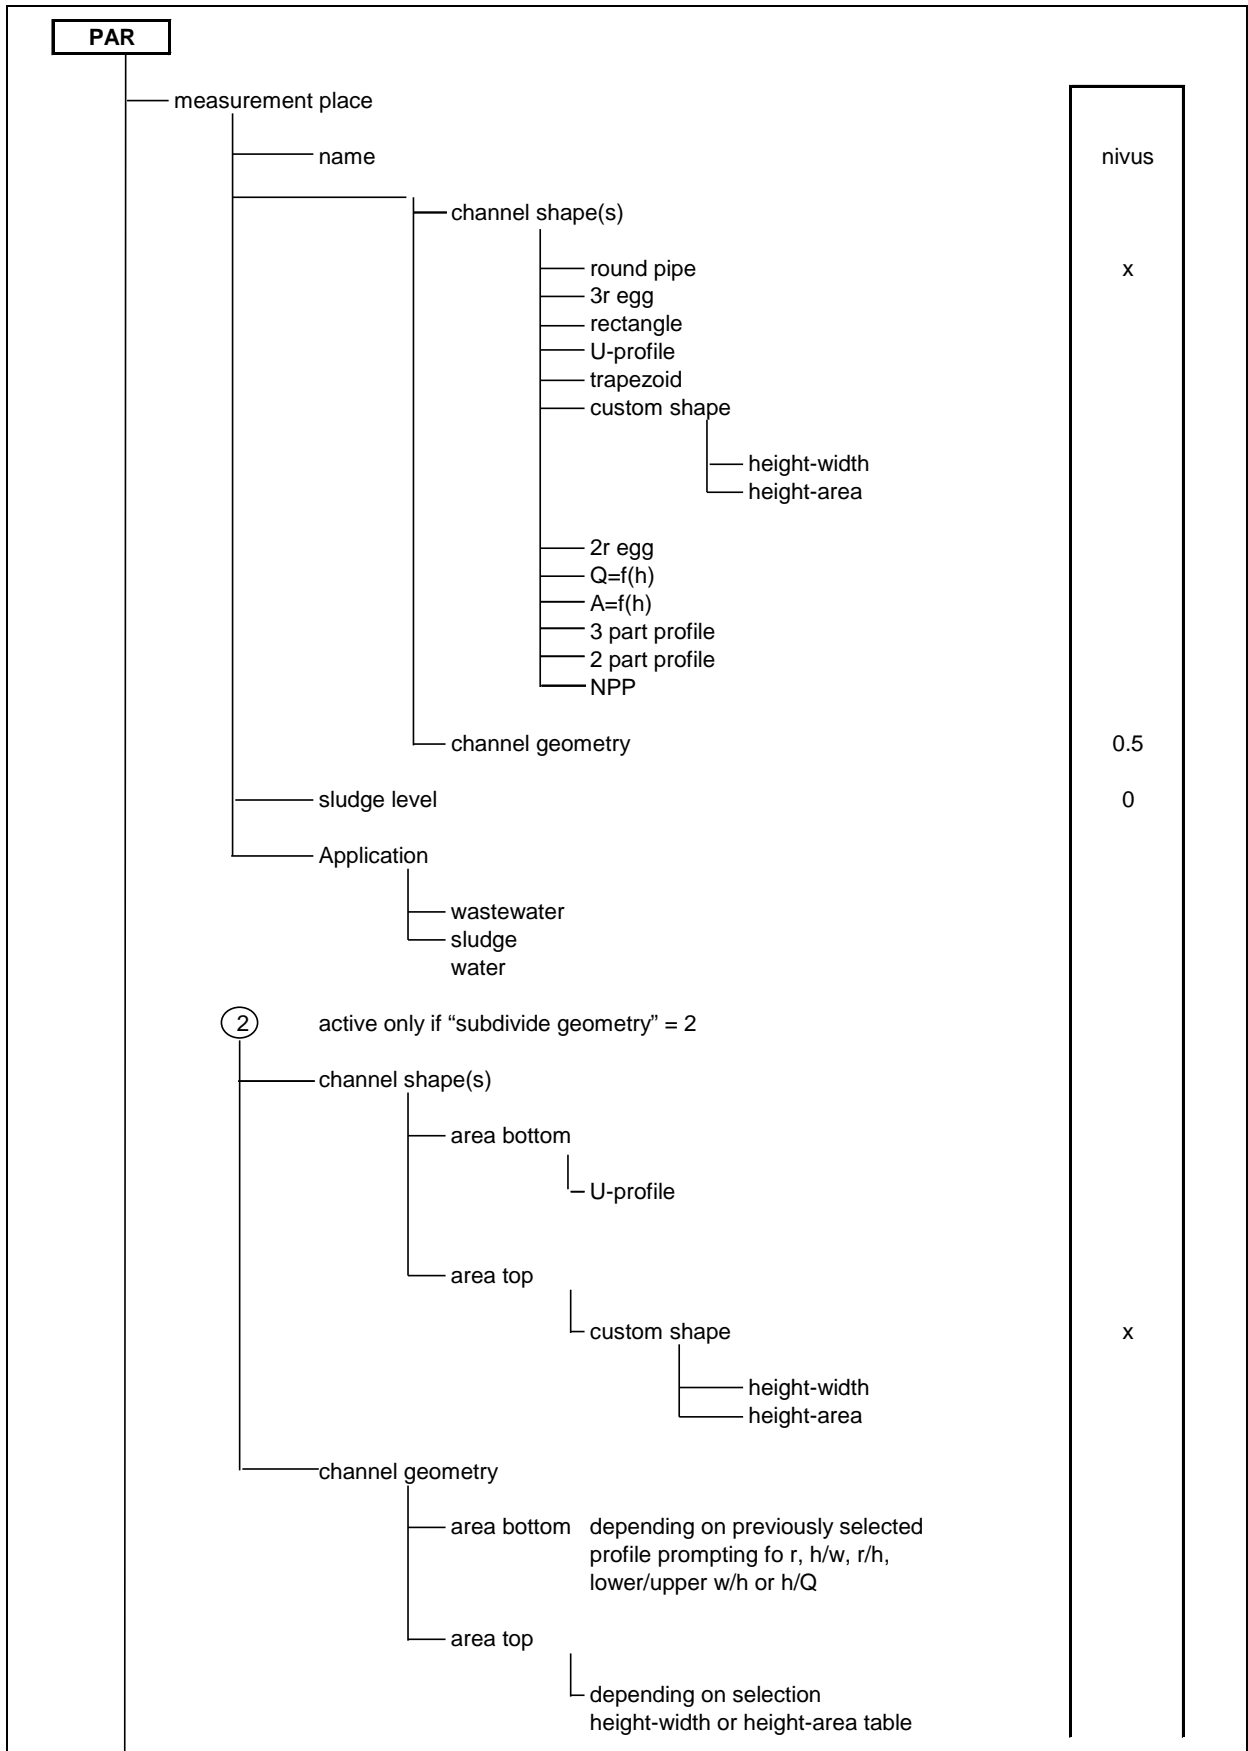 PAR
measurement place
name nivus
channel shape(s)
round pipe x
3r egg
rectangle
U-profile
trapezoid
custom shape
height-width
height-area
2r egg
Q=f(h)
A=f(h)
3 part profile
2 part profile
NPP
channel geometry 0.5
sludge level 0
Application
wastewater
sludge
water
2 active only if “subdivide geometry” = 2
channel shape(s)
area bottom
U-profile
area top
custom shape x
height-width
height-area
channel geometry
area bottom depending on previously selected
profile prompting fo r, h/w, r/h,
lower/upper w/h or h/Q
area top
depending on selection
height-width or height-area table